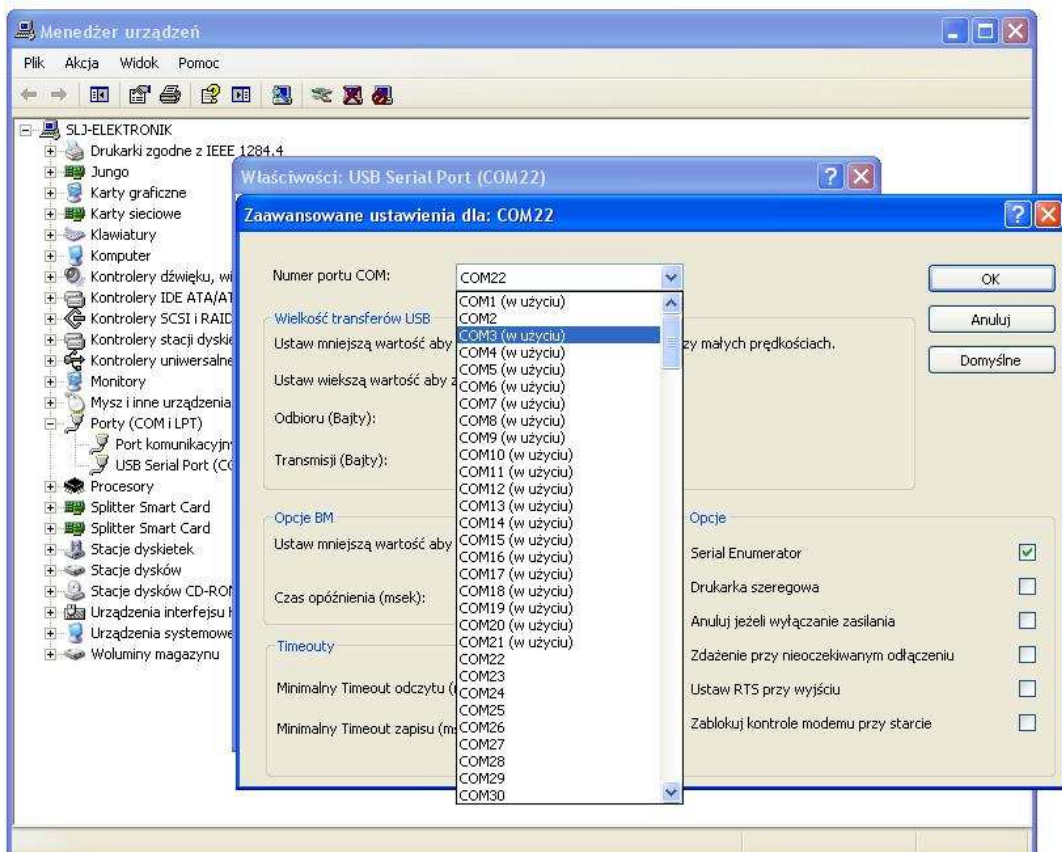 Menedżer urządzeń
Plik Akcja Widok Pomoc
SLJ-ELEKTRONIK
Drukarki zgodne z IEEE 1284.4
Jungo
Karty graficzne
Karty sieciowe
Klawiatury
Komputer
Kontrolery dźwięku,
Kontrolery IDE ATA/AT
Kontrolery SCSI i RAID
Kontrolery stacji
Kontrolery
Monitory
Mysz i inne urządzenia
Porty (COM i LPT)
Port
USB Serial Port
Procesory
Splitter Smart Card
Splitter Smart Card
Stacje dyskietek
Stacje dysków
Stacje dysków
Urządzenia interfejsu
Urządzenia systemowe
Woluminy magazynu
Właściwości: USB Serial Port (COM22)
Zaawansowane ustawienia dla: COM22
Numer portu COM:
COM22
COM1 (w użyciu)
COM2
COM3 (w użyciu)
COM4 (w użyciu)
COM5 (w użyciu)
COM6 (w użyciu)
COM7 (w użyciu)
COM8 (w użyciu)
COM9 (w użyciu)
COM10 (w użyciu)
COM11 (w użyciu)
COM12 (w użyciu)
COM13 (w użyciu)
COM14 (w użyciu)
COM15 (w użyciu)
COM16 (w użyciu)
COM17 (w użyciu)
COM18 (w użyciu)
COM19 (w użyciu)
COM20 (w użyciu)
COM21 (w użyciu)
COM22
COM23
COM24
COM25
COM26
COM27
COM28
COM29
COM30
Wielkość transferów USB
Ustaw mniejszą wartość aby zy małych prędkościach.
Ustaw wiekszą wartość aby z
Odbioru (Bajty):
Transmisji (Bajty):
Opcje BM
Ustaw mniejszą wartość aby
Czas opóźnienia (msek):
Timeouty
Minimalny Timeout odczytu
Minimalny Timeout zapisu
OK
Anuluj
Domyślne
Opcje
Serial Enumerator
Drukarka szeregowa
Anuluj jeżeli wyłączanie zasilania
Zdażenie przy nieoczekiwanym odłączeniu
Ustaw RTS przy wyjściu
Zablokuj kontrole modemu przy starcie